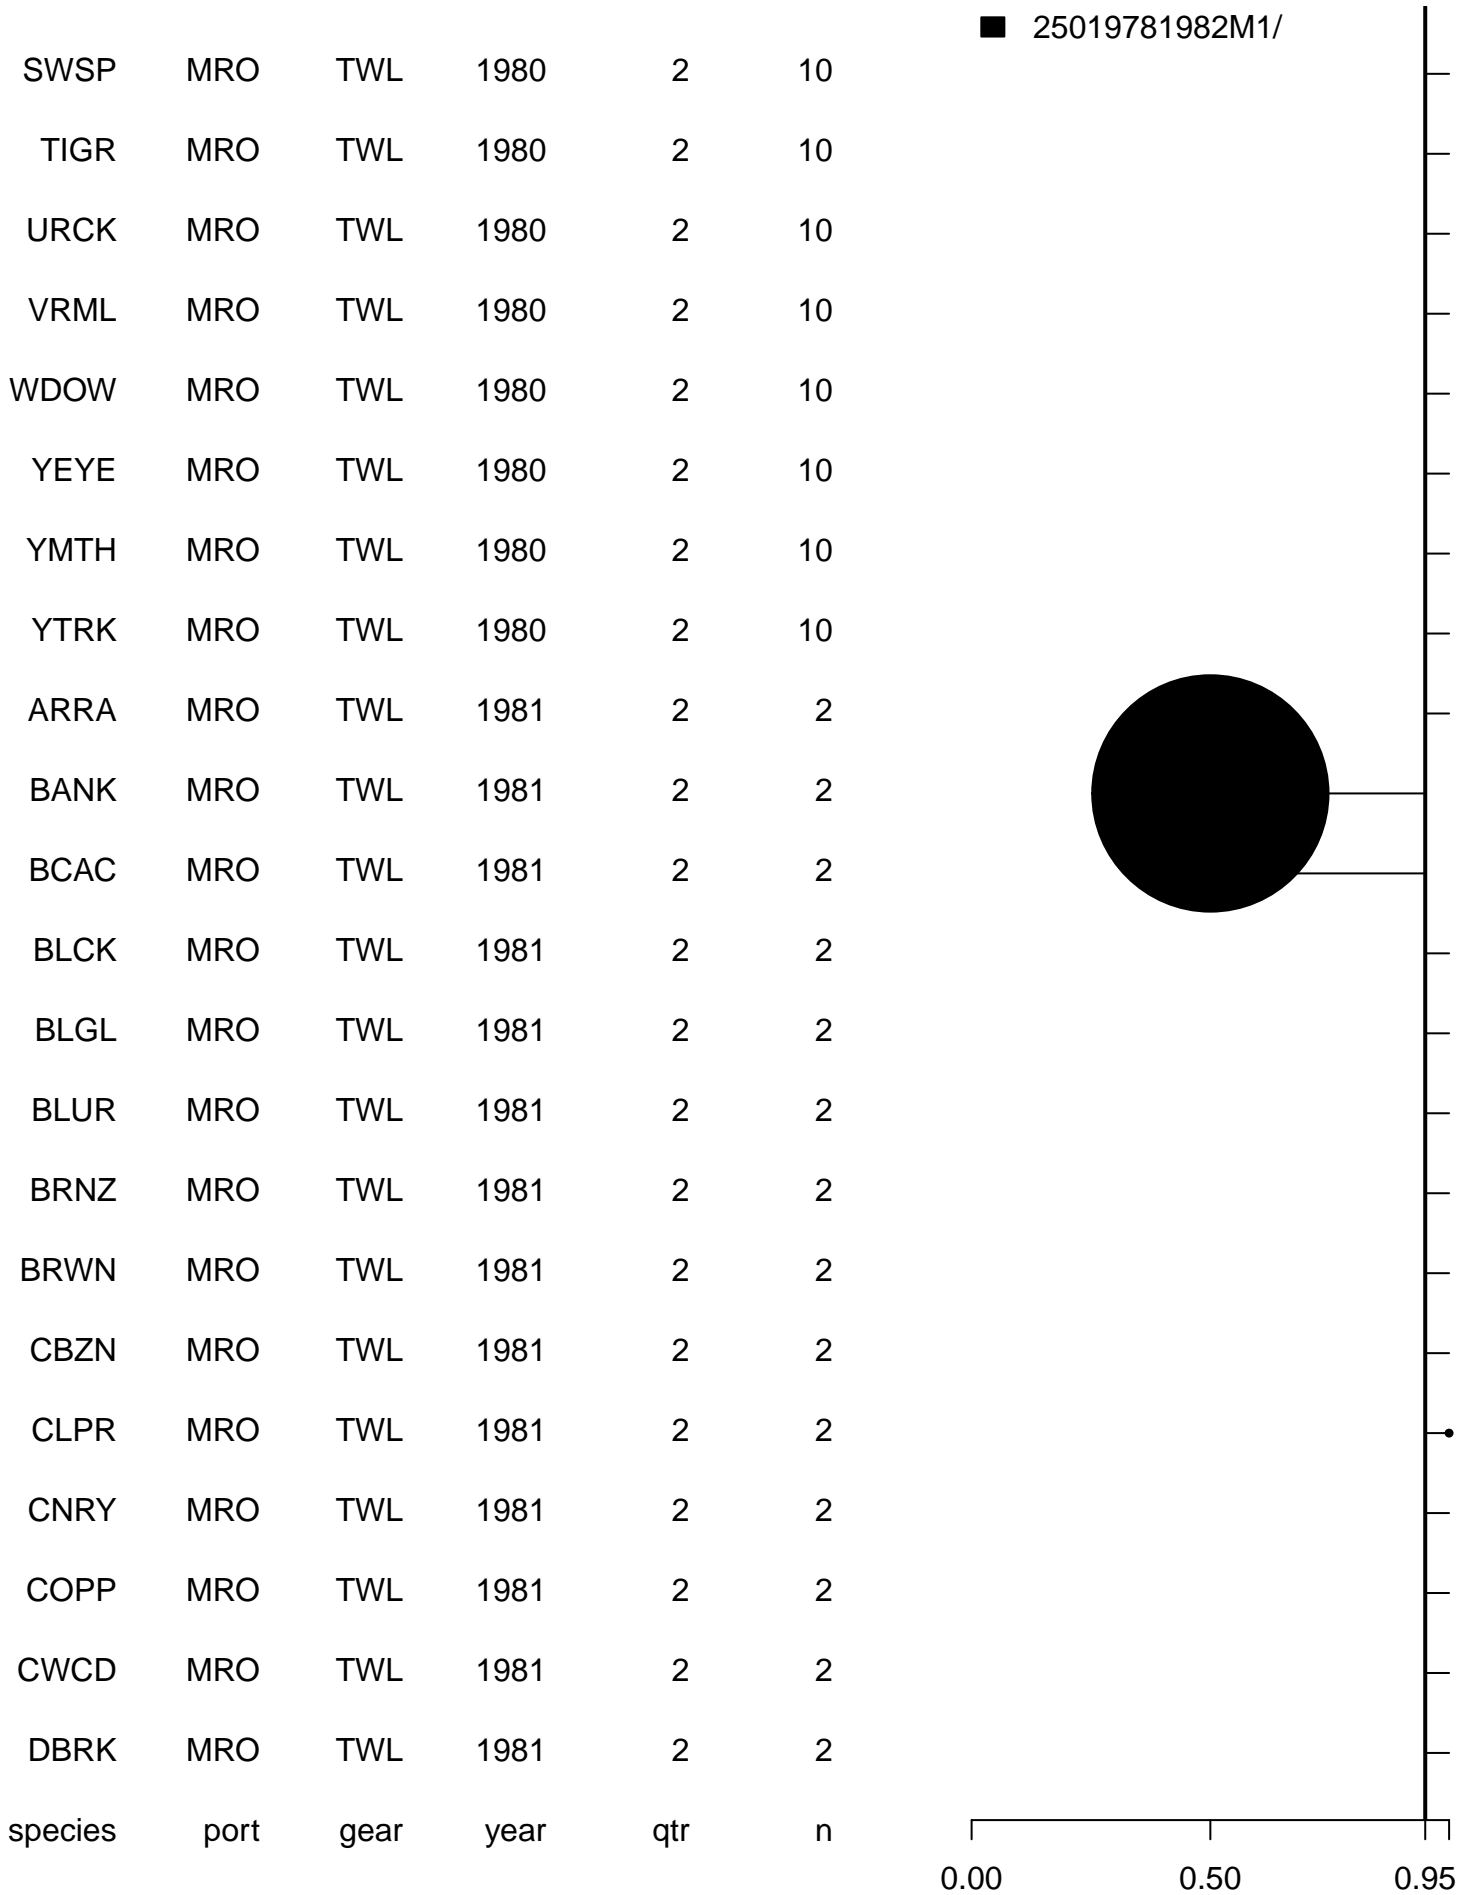 25019781982M1/
SWSP MRO TWL 1980 2 10
TIGR MRO TWL 1980 2 10
URCK MRO TWL 1980 2 10
VRML MRO TWL 1980 2 10
WDOW MRO TWL 1980 2 10
YEYE MRO TWL 1980 2 10
YMTH MRO TWL 1980 2 10
YTRK MRO TWL 1980 2 10
ARRA MRO TWL 1981 2 2
BANK MRO TWL 1981 2 2
BCAC MRO TWL 1981 2 2
BLCK MRO TWL 1981 2 2
BLGL MRO TWL 1981 2 2
BLUR MRO TWL 1981 2 2
BRNZ MRO TWL 1981 2 2
BRWN MRO TWL 1981 2 2
CBZN MRO TWL 1981 2 2
CLPR MRO TWL 1981 2 2
CNRY MRO TWL 1981 2 2
COPP MRO TWL 1981 2 2
CWCD MRO TWL 1981 2 2
DBRK MRO TWL 1981 2 2
species port gear year qtr n
0.00 0.50 0.95